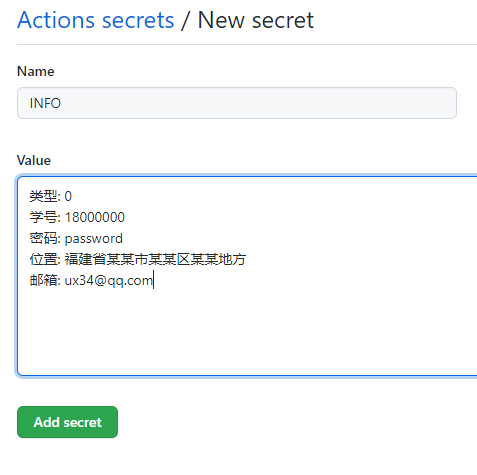 Actions secrets / New secret
Name
INFO
Value
类型: 0
学号: 18000000
密码: password
位置: 福建省某某市某某区某某地方
邮箱: ux34@qq.com
Add secret